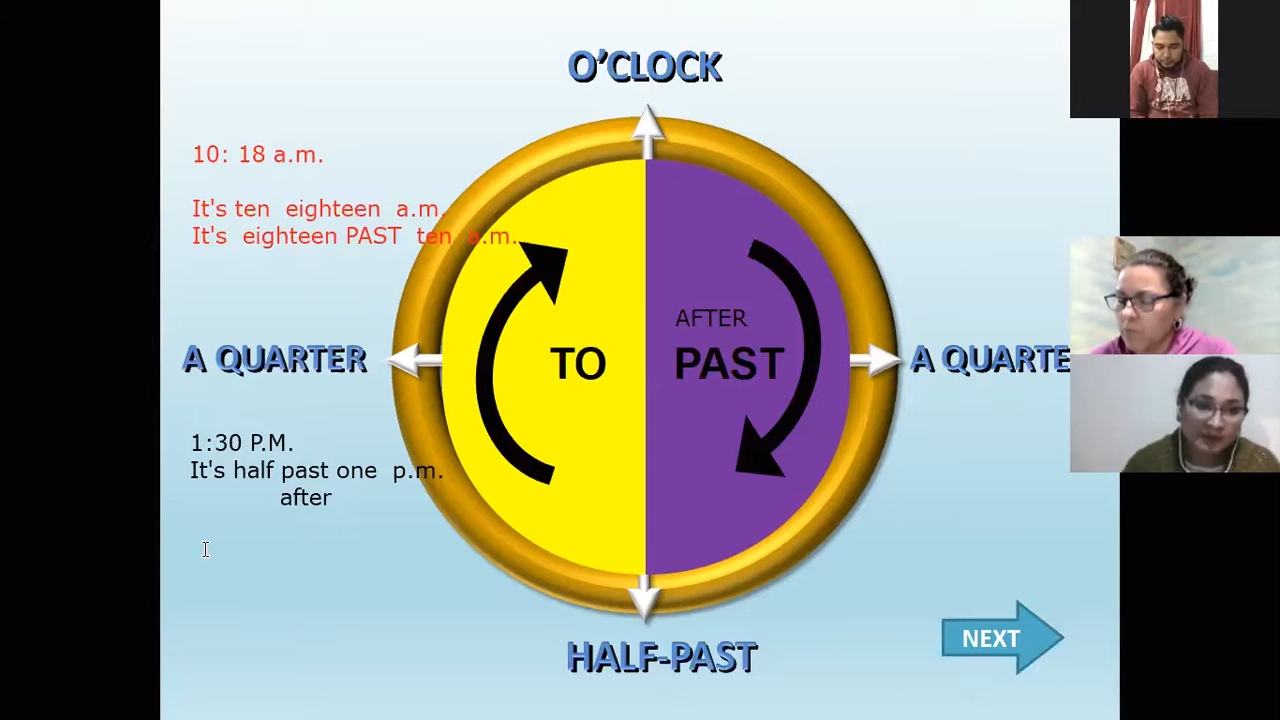 O'CLOCK
10: 18 a.m.
It's ten eighteen a.m.
It's eighteen PAST ten a.m.
AFTER
A QUARTER
TO
PAST
A QUARTE
1:30 P.M.
It's half past one p.m.
after
NEXT
HALF-PAST